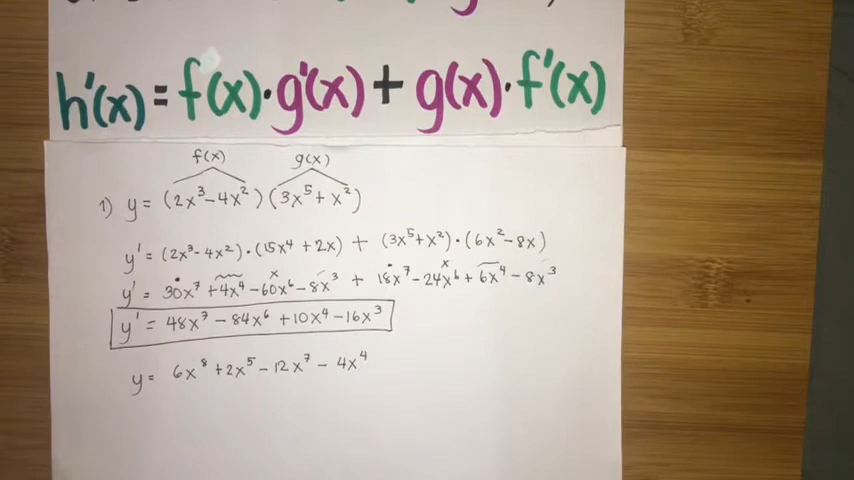 h'(x) = f(x)·g'(x) + g(x)·f'(x)
f(x) g(x)
1) y = (2x³-4x²)(3x⁵+x²)
y' = (2x³-4x²)·(15x⁴+2x) + (3x⁵+x²)·(6x²-8x)
y' = 30x⁷+4x⁴-60x⁶-8x³ + 18x⁷-24x⁶+6x⁴-8x³
y' = 48x⁷-84x⁶+10x⁴-16x³
y = 6x⁸+2x⁵-12x⁷-4x⁴